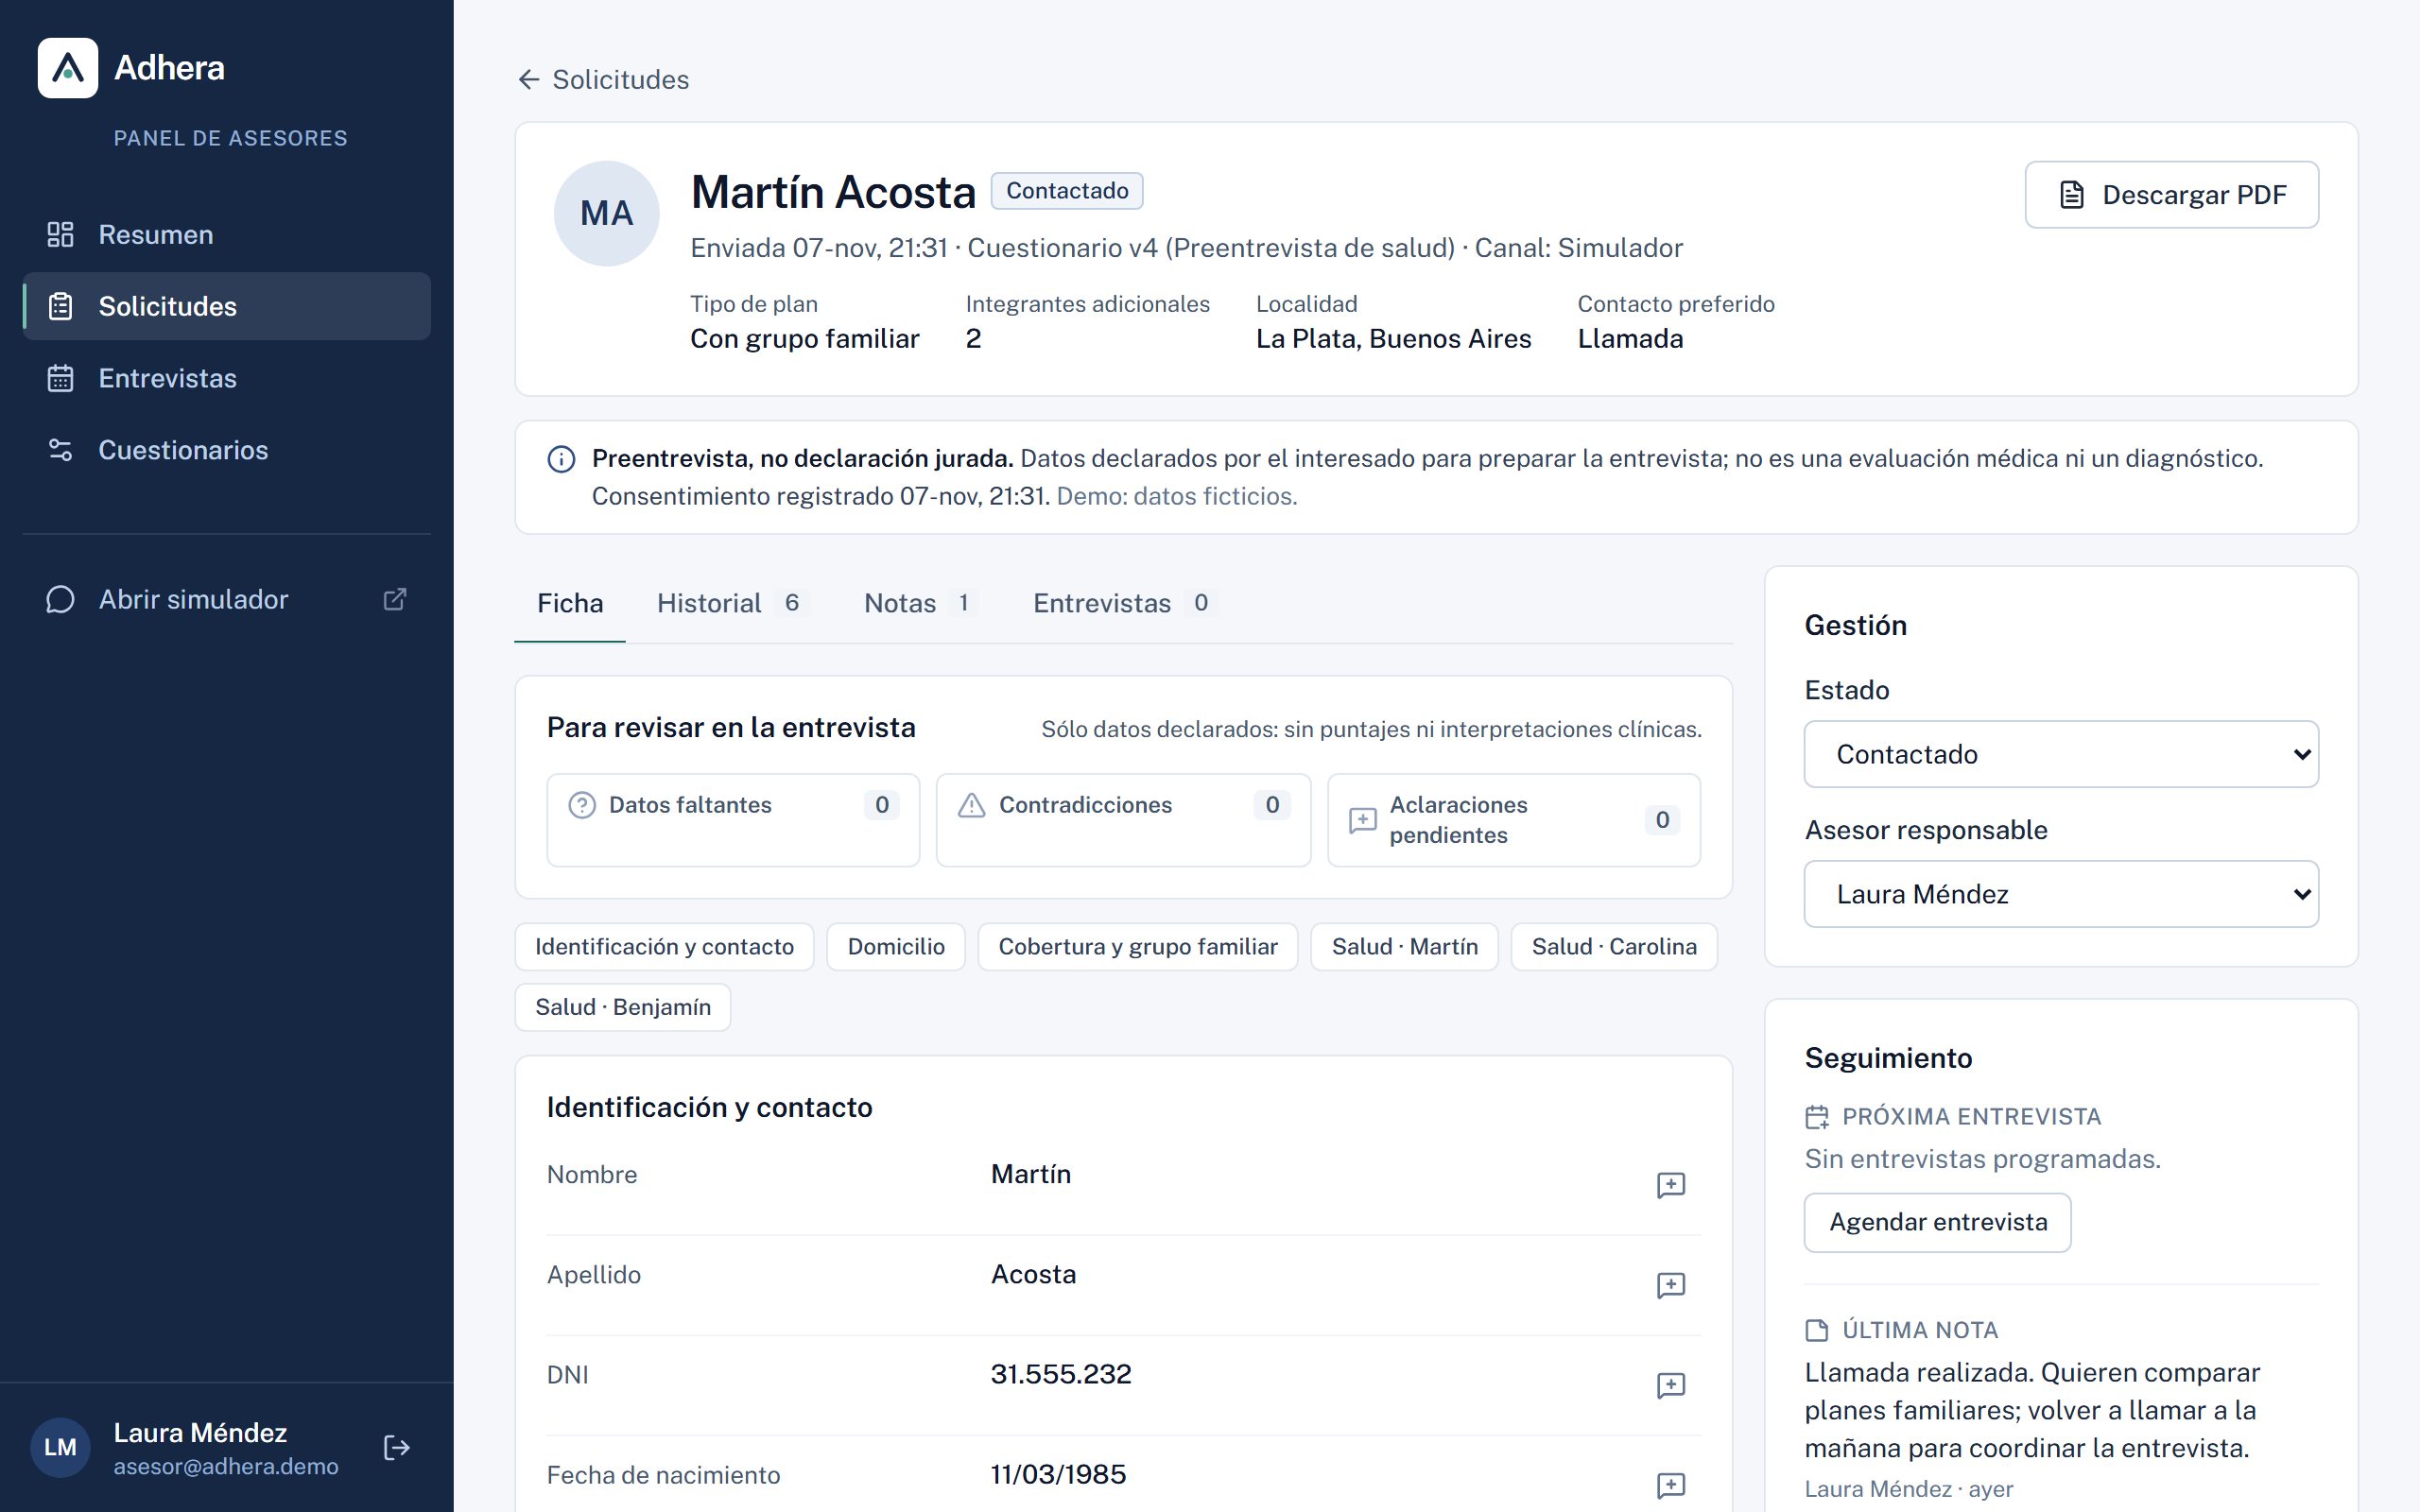 Adhera
PANEL DE ASESORES
Resumen
Solicitudes
Entrevistas
Cuestionarios
Abrir simulador
LM
Laura Méndez
asesor@adhera.demo
Solicitudes
MA
Martín Acosta
Contactado
Descargar PDF
Enviada 07-nov, 21:31 · Cuestionario v4 (Preentrevista de salud) · Canal: Simulador
Tipo de plan
Con grupo familiar
Integrantes adicionales
2
Localidad
La Plata, Buenos Aires
Contacto preferido
Llamada
Preentrevista, no declaración jurada. Datos declarados por el interesado para preparar la entrevista; no es una evaluación médica ni un diagnóstico.
Consentimiento registrado 07-nov, 21:31. Demo: datos ficticios.
Ficha
Historial 6
Notas 1
Entrevistas 0
Para revisar en la entrevista
Sólo datos declarados: sin puntajes ni interpretaciones clínicas.
Datos faltantes 0
Contradicciones 0
Aclaraciones
pendientes
0
Identificación y contacto
Domicilio
Cobertura y grupo familiar
Salud · Martín
Salud · Carolina
Salud · Benjamín
Identificación y contacto
Nombre Martín
Apellido Acosta
DNI 31.555.232
Fecha de nacimiento 11/03/1985
Gestión
Estado
Contactado
Asesor responsable
Laura Méndez
Seguimiento
PRÓXIMA ENTREVISTA
Sin entrevistas programadas.
Agendar entrevista
ÚLTIMA NOTA
Llamada realizada. Quieren comparar
planes familiares; volver a llamar a la
mañana para coordinar la entrevista.
Laura Méndez · ayer